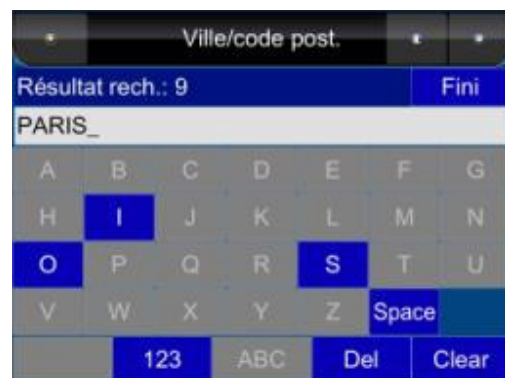 Ville/code post.
Résultat rech.: 9 Fini
PARIS_
A B C D E F G
H I J K L M N
O P Q R S T U
V W X Y Z Space
123 ABC Del Clear